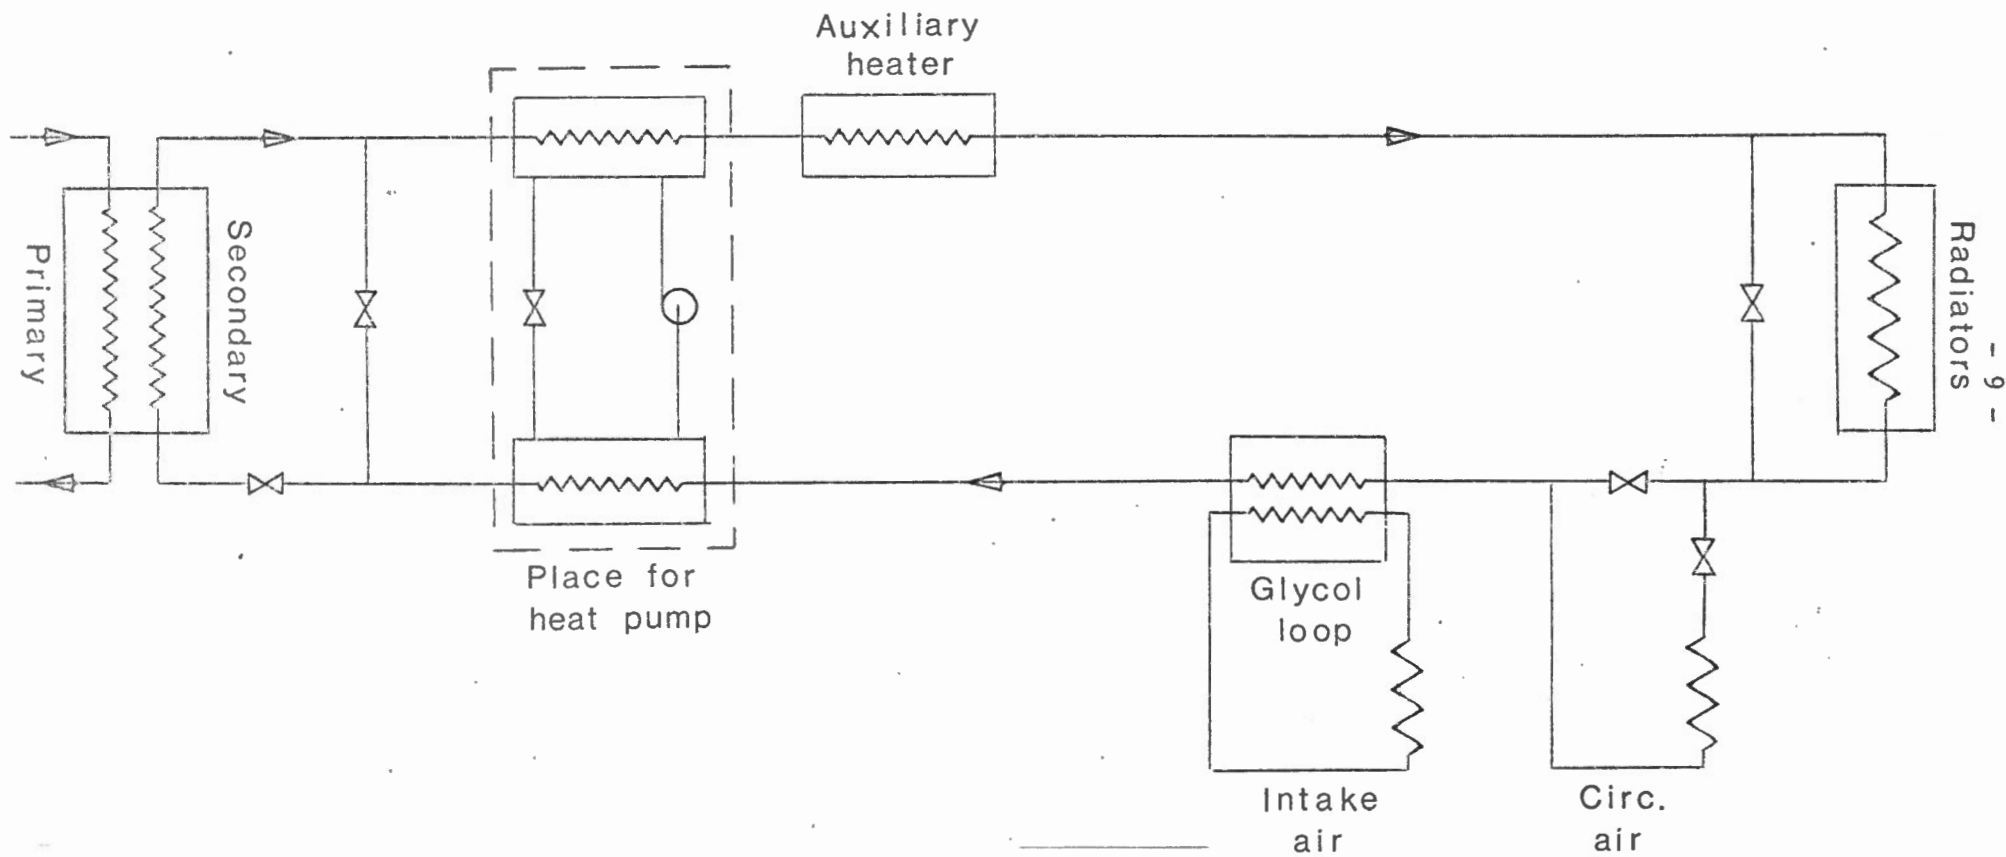 Auxiliary
heater
Primary
Secondary
Radiators
- 9 -
Place for
heat pump
Glycol
loop
Intake
air
Circ.
air